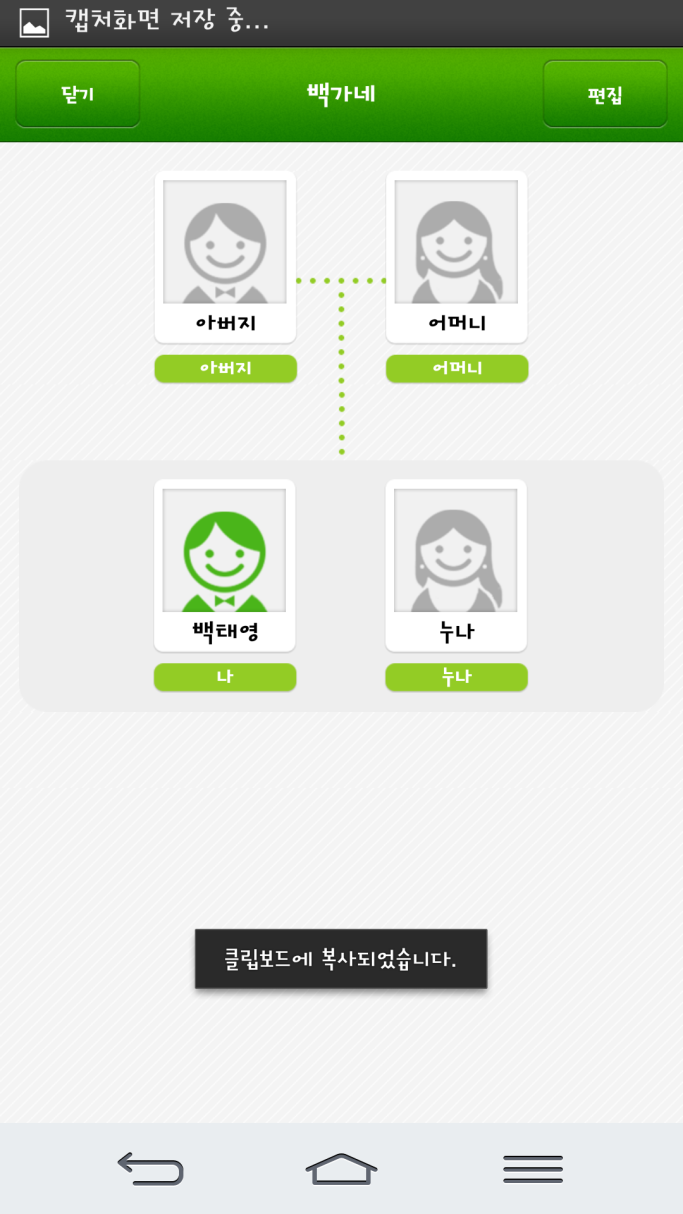 캡처화면 저장 중...
닫기
백가네
편집
아버지
어머니
아버지
어머니
백태영
누나
나
누나
클립보드에 복사되었습니다.